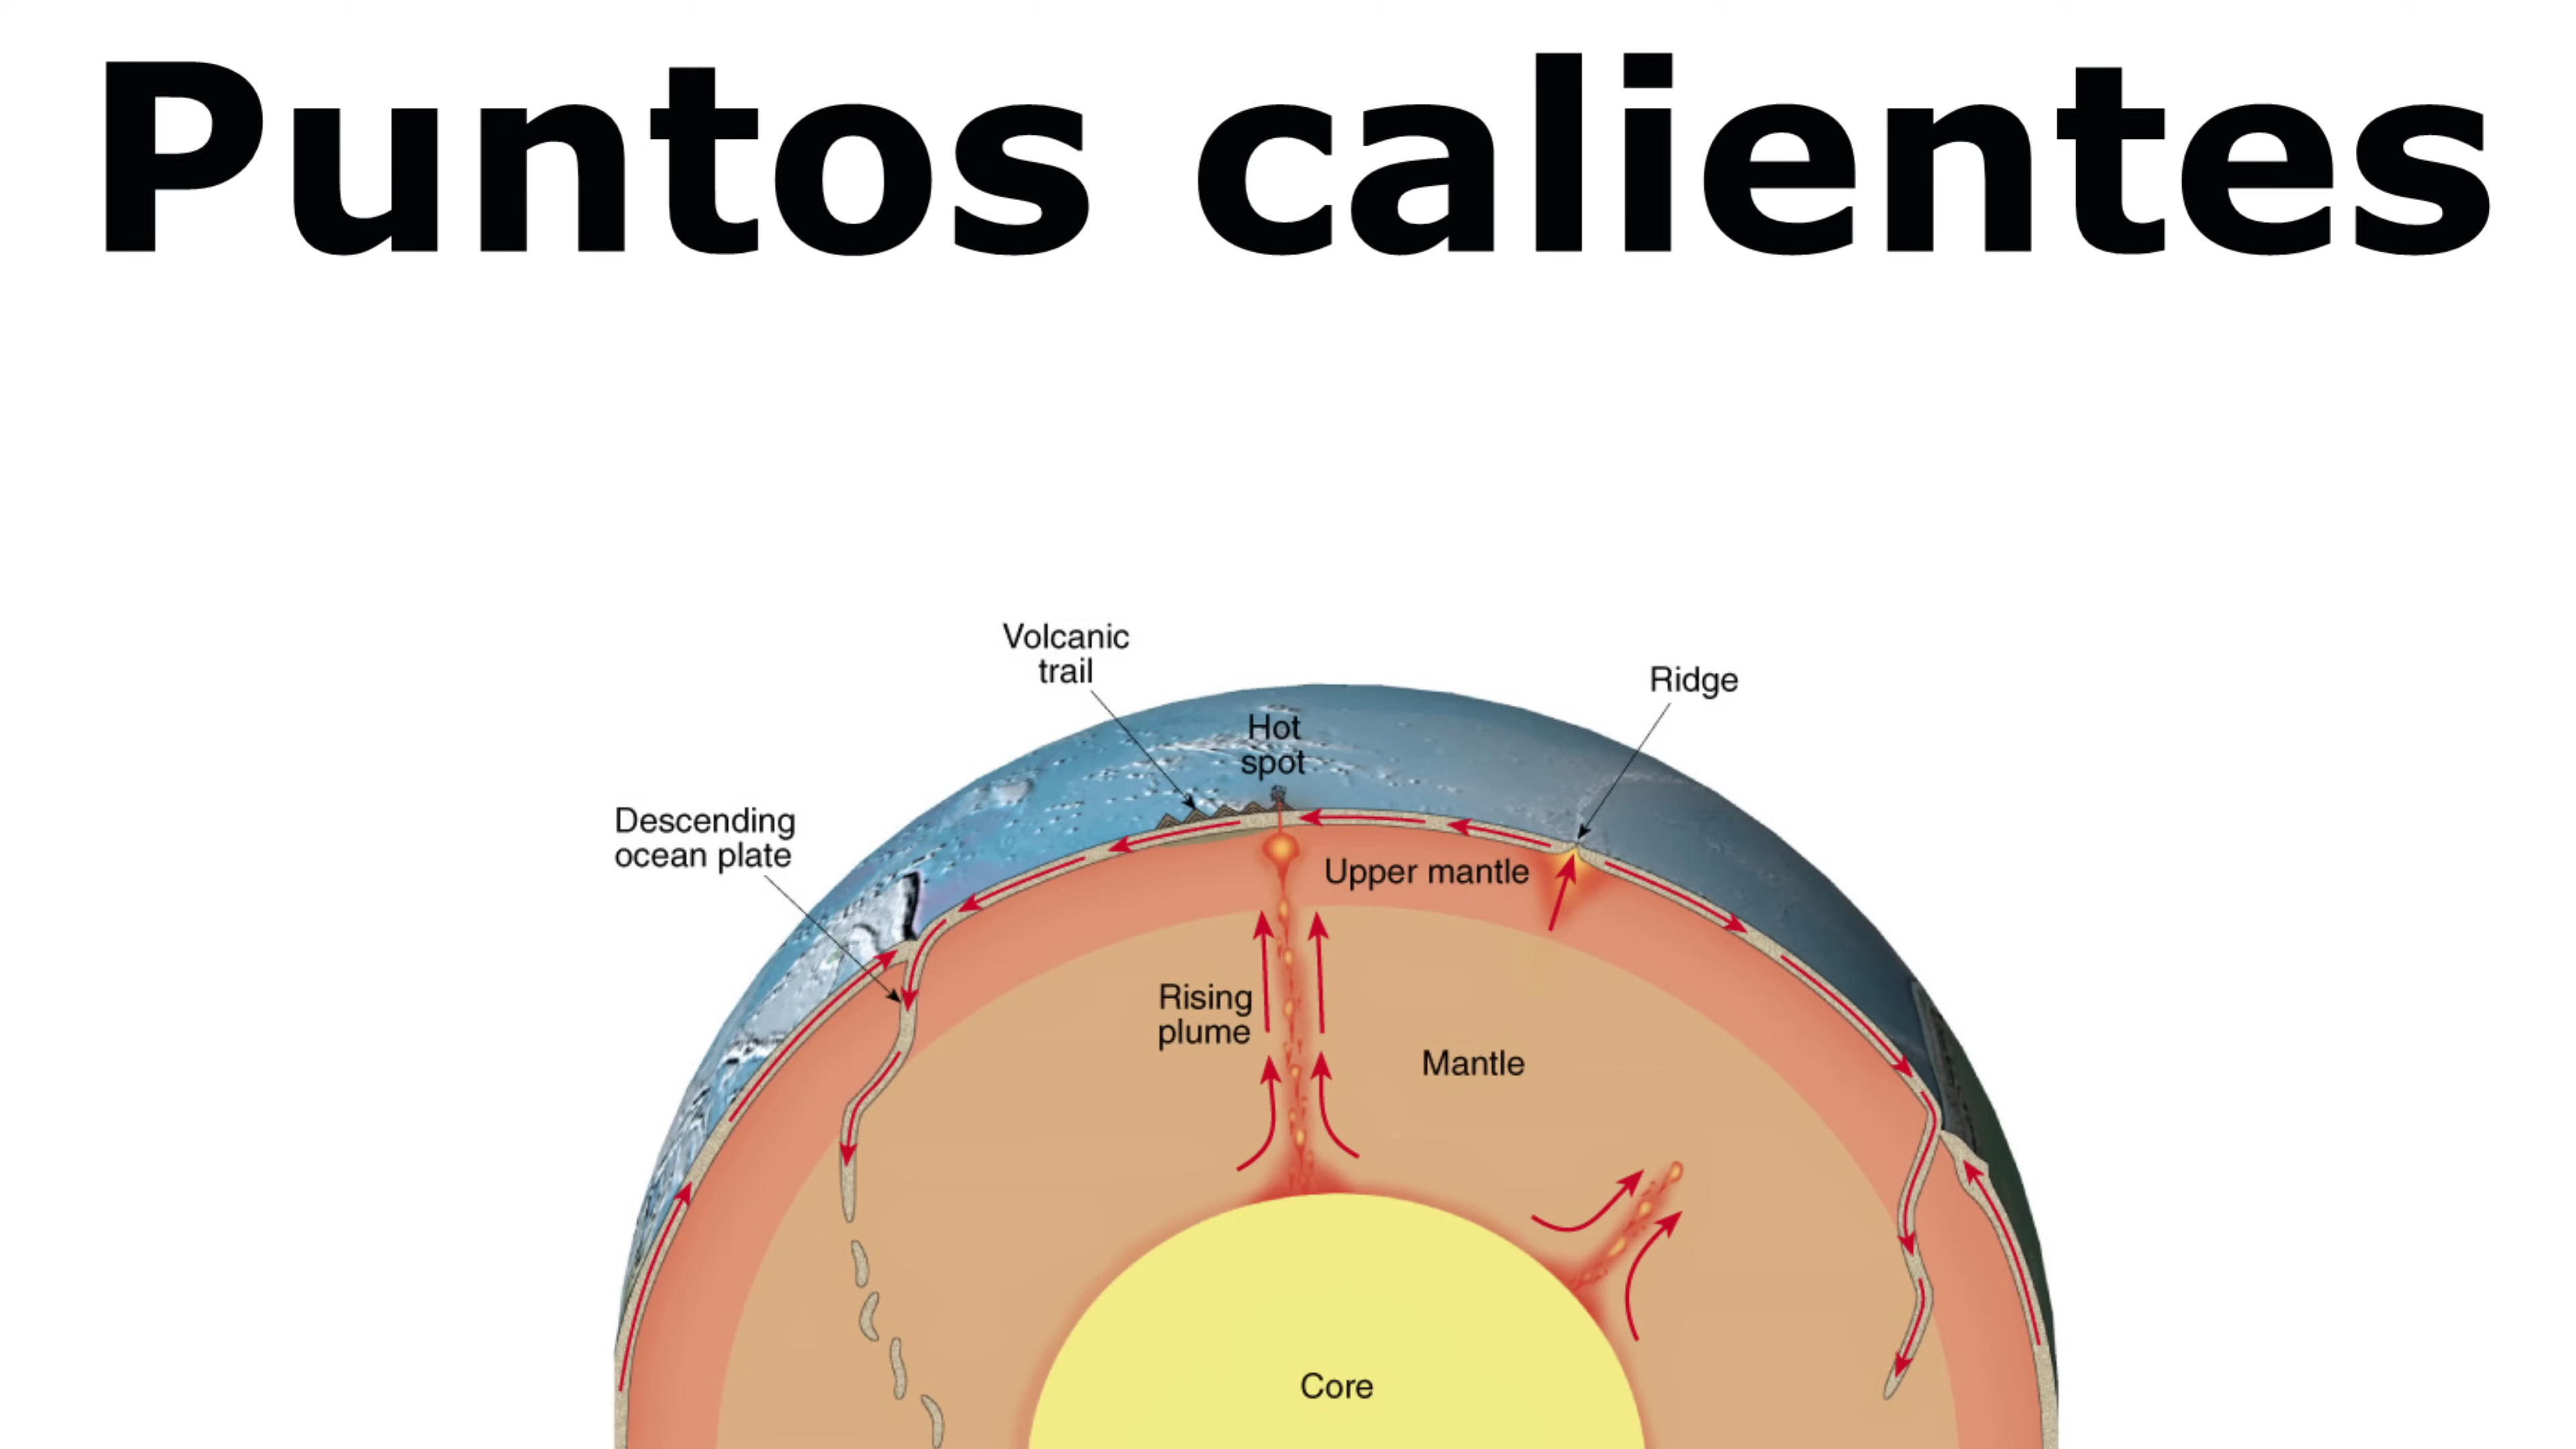 Puntos calientes
Volcanic
trail
Ridge
Hot
spot
Descending
ocean plate
Upper mantle
Rising
plume
Mantle
Core